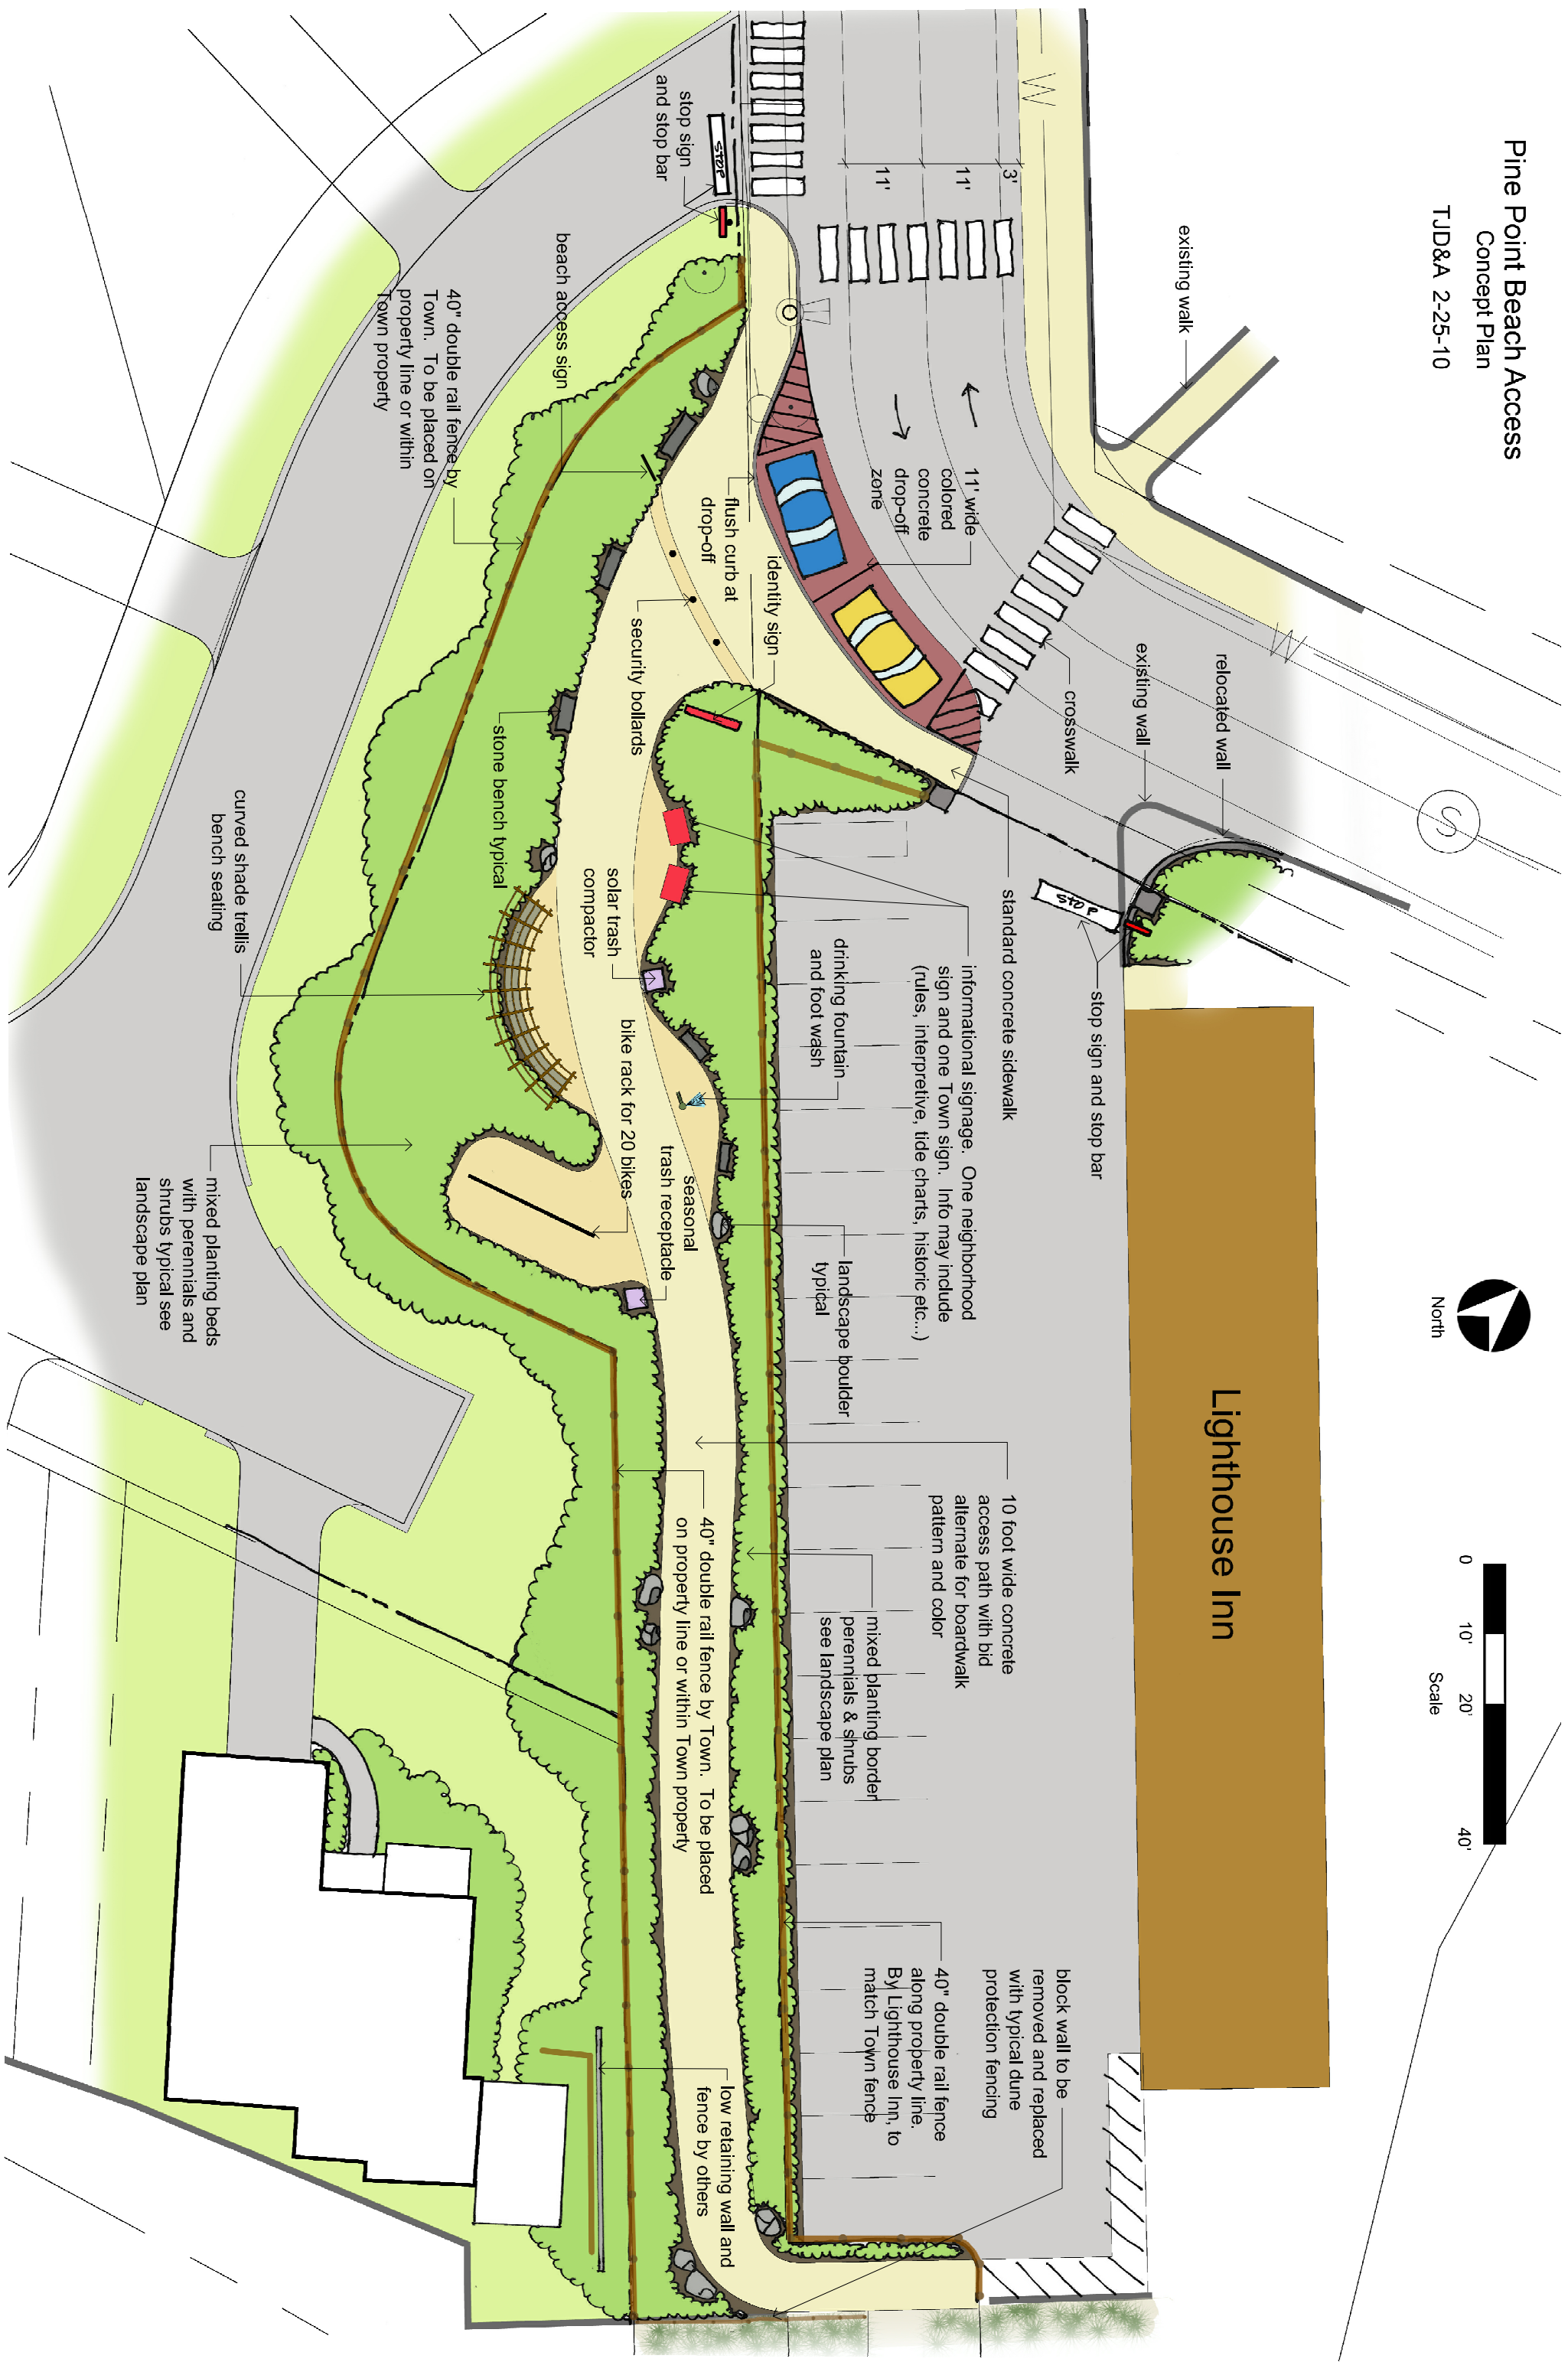 Pine Point Beach Access
Concept Plan
TJD&A 2-25-10
existing walk
3'
11'
11'
stop sign
and stop bar
STOP
beach access sign
40" double rail fence by
Town. To be placed on
property line or within
Town property
11' wide
colored
concrete
drop-off
zone
flush curb at
drop-off
identity sign
security bollards
crosswalk
existing wall
relocated wall
S
W
W
STOP
stop sign and stop bar
standard concrete sidewalk
informational signage. One neighborhood
sign and one Town sign. Info may include
(rules, interpretive, tide charts, historic etc...)
drinking fountain
and foot wash
solar trash
compactor
stone bench typical
curved shade trellis
bench seating
bike rack for 20 bikes
seasonal
trash receptacle
landscape boulder
typical
mixed planting beds
with perennials and
shrubs typical see
landscape plan
North
Lighthouse Inn
0
10'
20'
40'
Scale
10 foot wide concrete
access path with bid
alternate for boardwalk
pattern and color
mixed planting border
perennials & shrubs
see landscape plan
40" double rail fence by Town. To be placed
on property line or within Town property
block wall to be
removed and replaced
with typical dune
protection fencing
40" double rail fence
along property line.
By Lighthouse Inn, to
match Town fence
low retaining wall and
fence by others